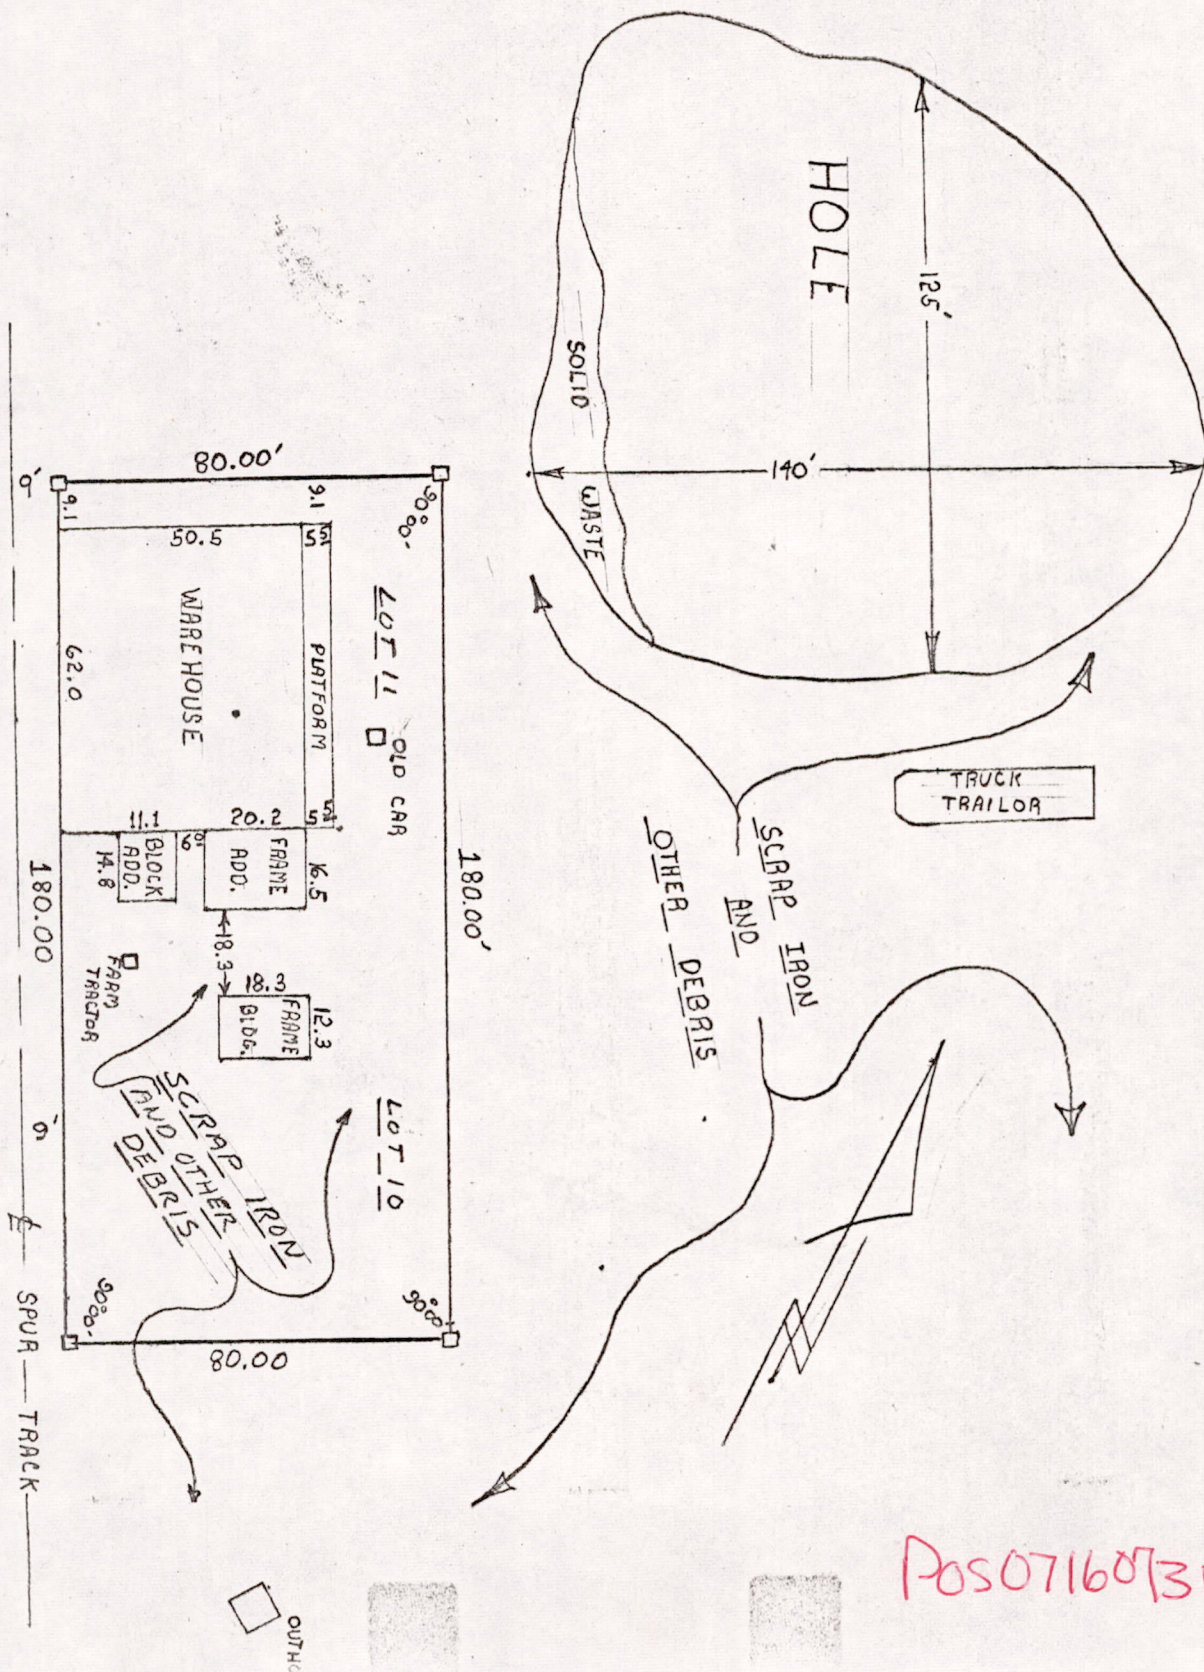 HOLE
125'
140'
SOLID
WASTE
TRUCK
TRAILOR
SCRAP IRON
AND
OTHER DEBRIS
N
80.00'
90°00'
9.1
9.1
50.5
5.5
WAREHOUSE
PLATFORM
62.0
LOT 11
OLD CAR
180.00'
11.1
6.0
20.2
5.5
BLOCK
ADD.
14.8
FRAME
ADD.
16.5
18.3
18.3
FRAME
BLDG.
12.3
FARM
TRACTOR
LOT 10
SCRAP IRON
AND OTHER
DEBRIS
180.00
90°00'
90°00'
80.00
SPUR TRACK